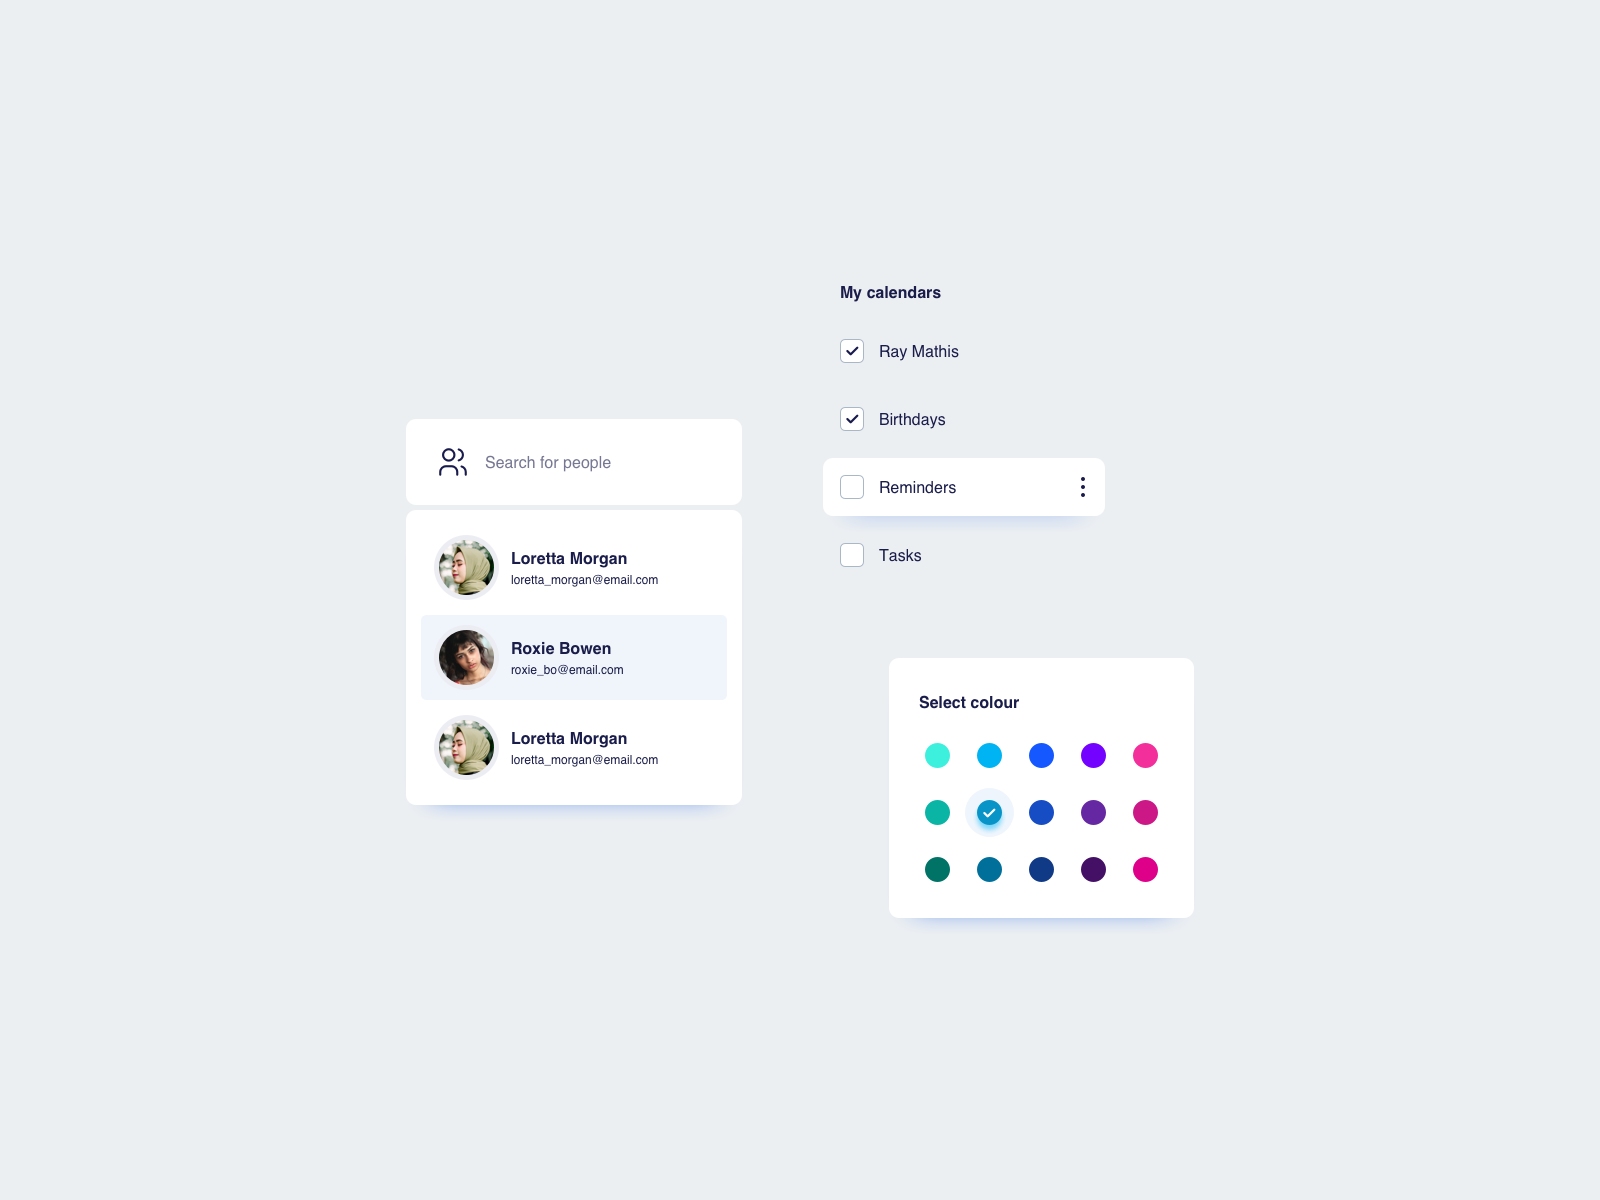 Search for people
Loretta Morgan
loretta_morgan@email.com
Roxie Bowen
roxie_bo@email.com
Loretta Morgan
loretta_morgan@email.com
My calendars
Ray Mathis
Birthdays
Reminders
Tasks
Select colour